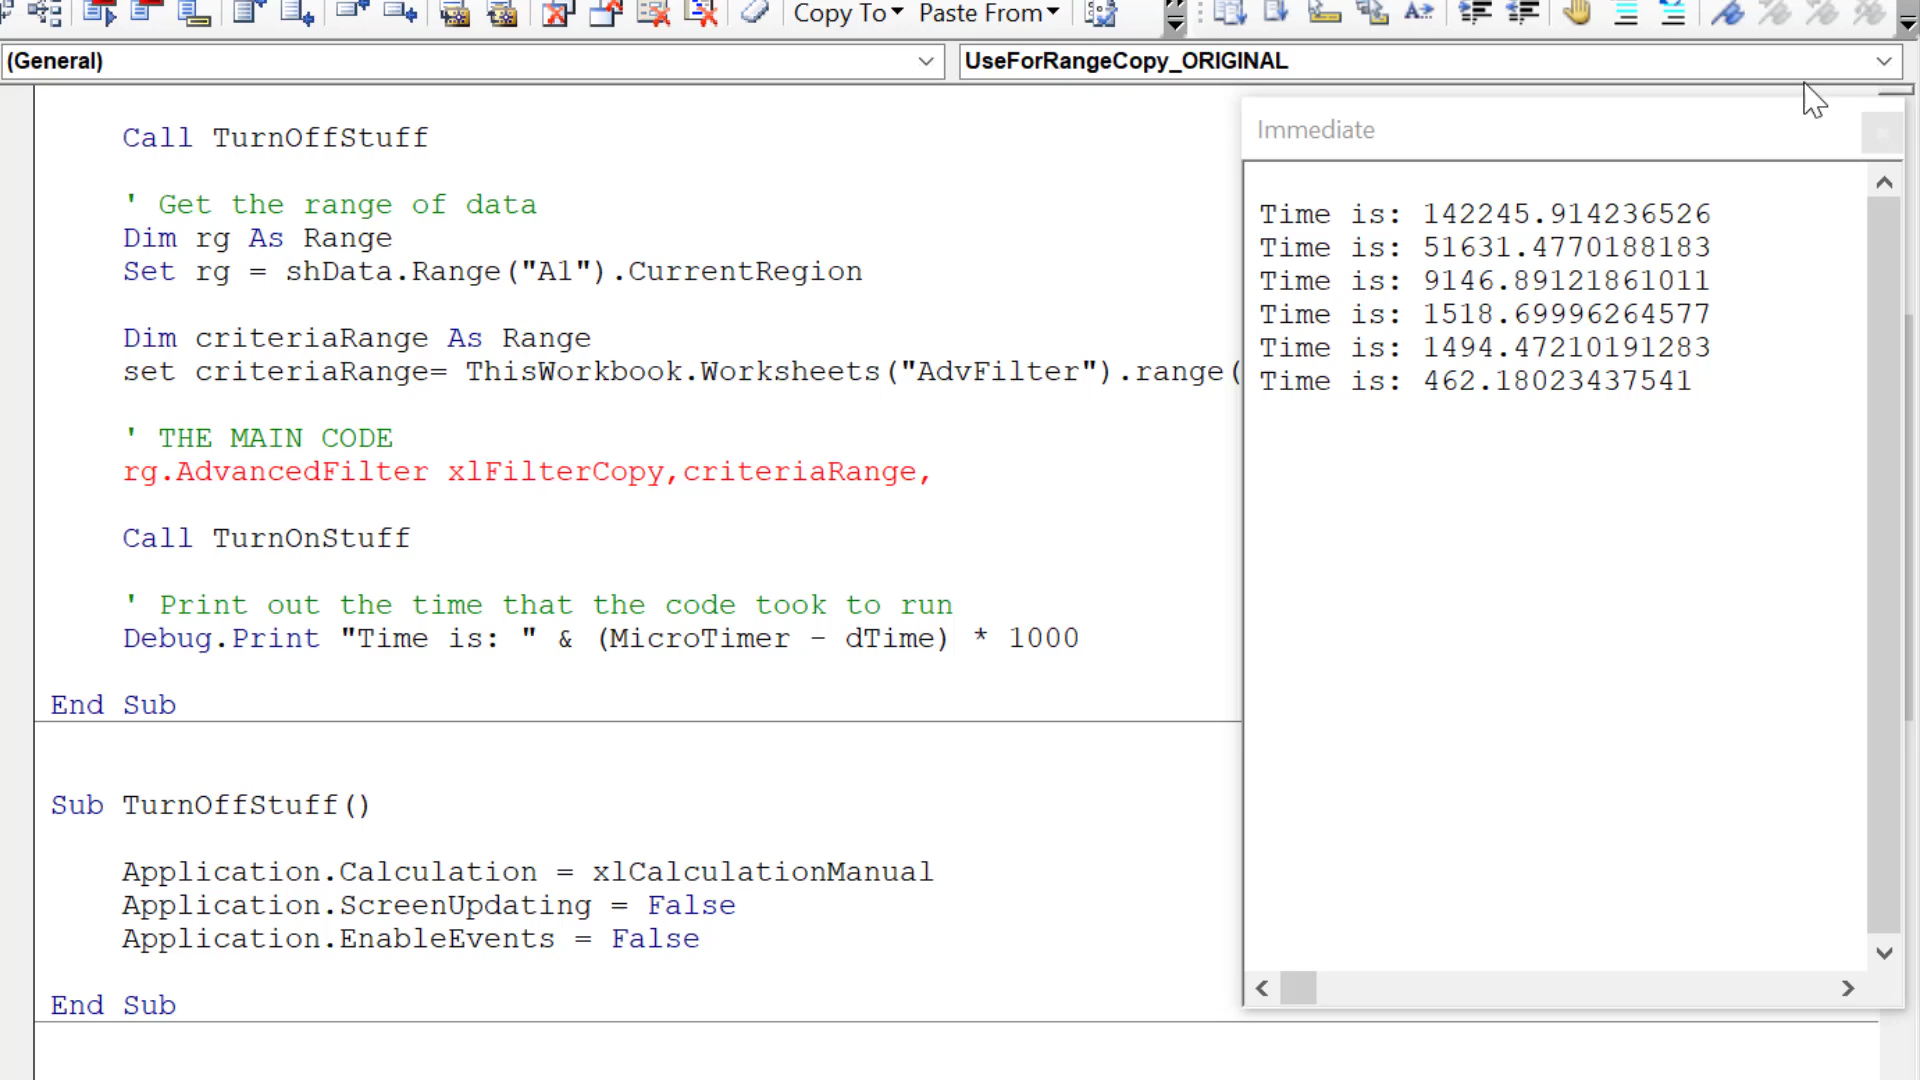 Copy To Paste From
(General) UseForRangeCopy_ORIGINAL
Call TurnOffStuff
' Get the range of data
Dim rg As Range
Set rg = shData.Range("A1").CurrentRegion
Dim criteriaRange As Range
set criteriaRange= ThisWorkbook.Worksheets("AdvFilter").range(
' THE MAIN CODE
rg.AdvancedFilter xlFilterCopy,criteriaRange,
Call TurnOnStuff
' Print out the time that the code took to run
Debug.Print "Time is: " & (MicroTimer - dTime) * 1000
End Sub
Sub TurnOffStuff()
Application.Calculation = xlCalculationManual
Application.ScreenUpdating = False
Application.EnableEvents = False
End Sub
Immediate
Time is: 142245.914236526
Time is: 51631.4770188183
Time is: 9146.89121861011
Time is: 1518.69996264577
Time is: 1494.47210191283
Time is: 462.18023437541